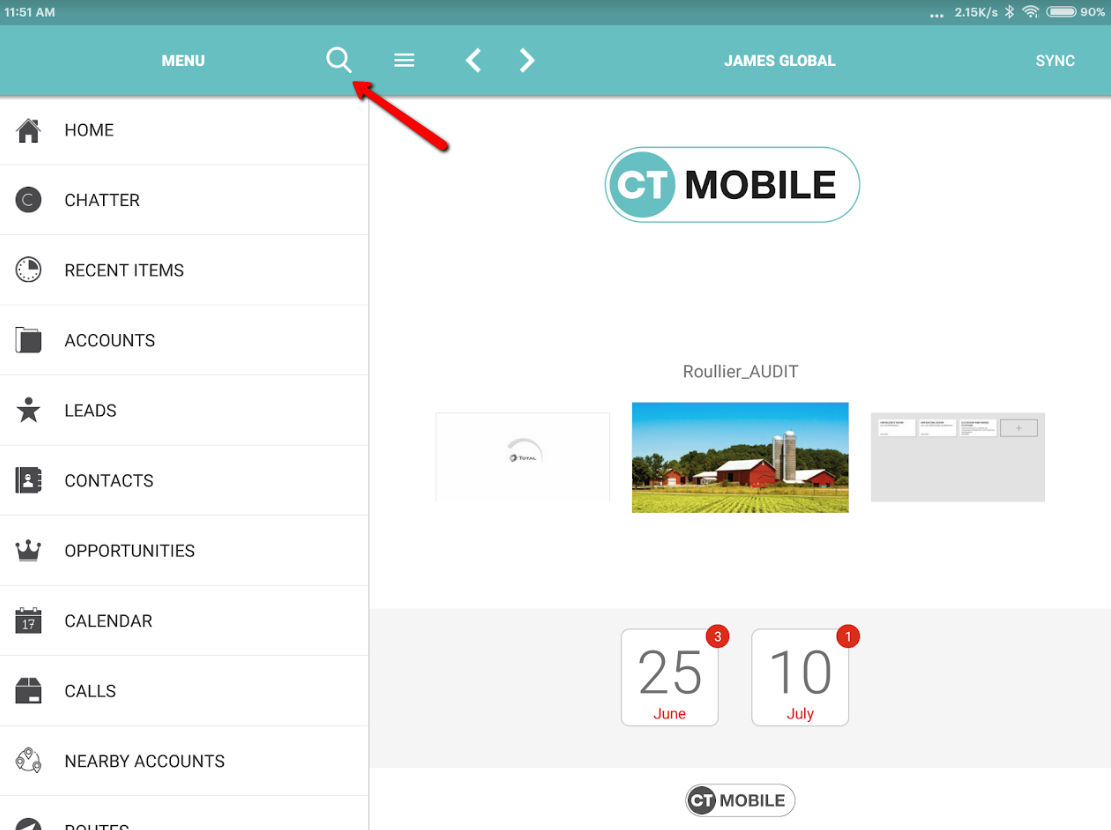 11:51 AM
... 2.15K/s 90%
MENU
JAMES GLOBAL
SYNC
HOME
C
CHATTER
RECENT ITEMS
ACCOUNTS
LEADS
CONTACTS
OPPORTUNITIES
17
CALENDAR
CALLS
NEARBY ACCOUNTS
ROUTES
CT MOBILE
Roullier_AUDIT
TOTAL
+
3
25
June
1
10
July
CT MOBILE